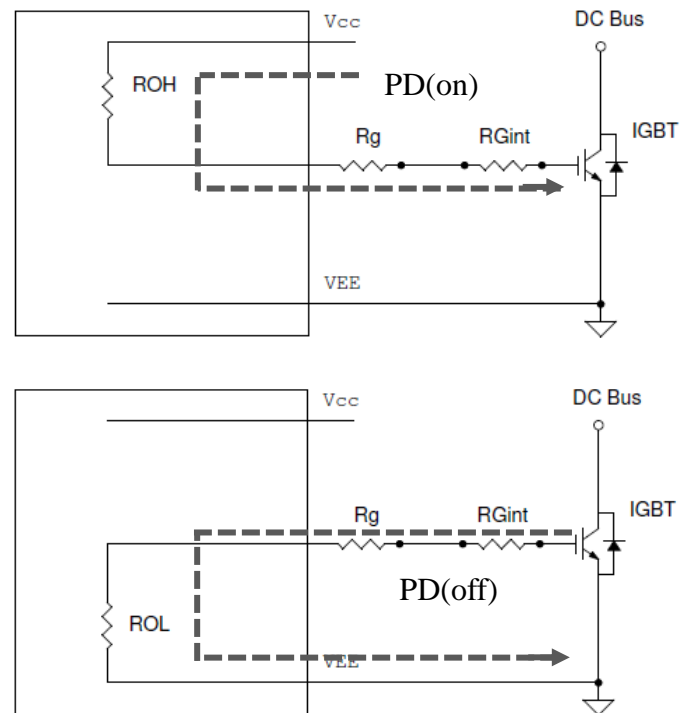 Vcc
DC Bus
ROH
PD(on)
Rg
RGint
IGBT
VEE
Vcc
DC Bus
Rg
RGint
IGBT
PD(off)
ROL
VEE